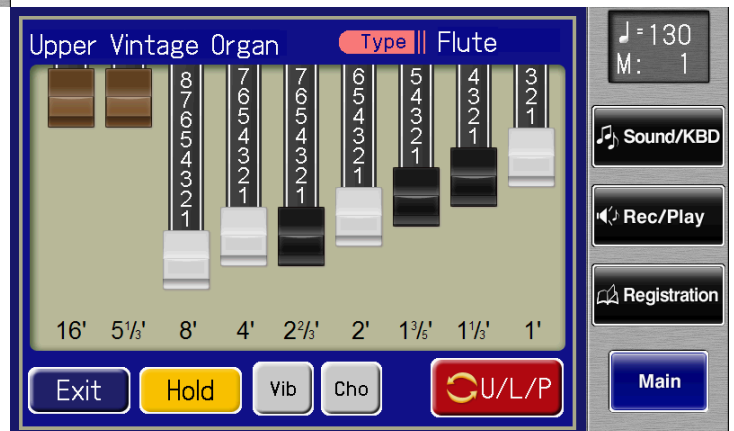 Upper Vintage Organ
Type
Flute
♩=130
M: 1
8 7 6 5 4 3 2 1
7 6 5 4 3 2 1
7 6 5 4 3 2 1
6 5 4 3 2 1
5 4 3 2 1
4 3 2 1
3 2 1
16' 5⅓' 8' 4' 2⅔' 2' 1⅗' 1⅓' 1'
Exit
Hold
Vib
Cho
U/L/P
Sound/KBD
Rec/Play
Registration
Main